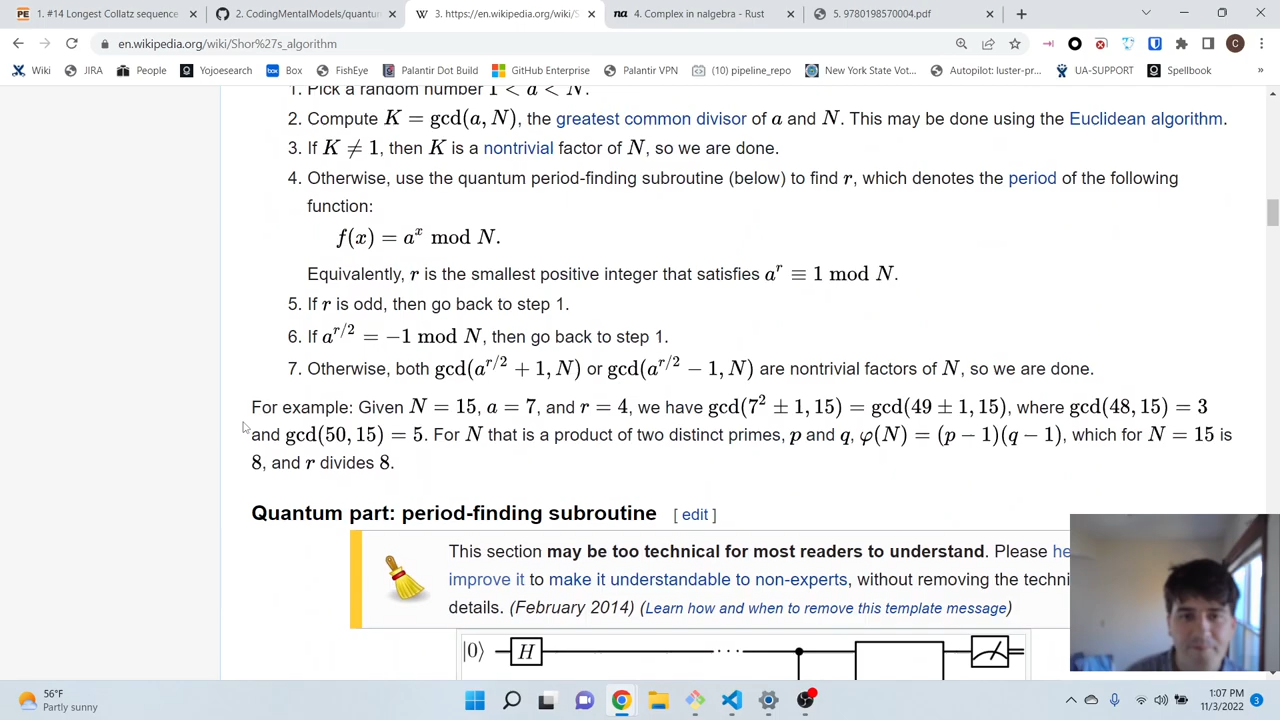 1. #14 Longest Collatz sequence
2. CodingMentalModels/quantun
3. https://en.wikipedia.org/wiki/S
na 4. Complex in nalgebra - Rust
5. 9780198570004.pdf
en.wikipedia.org/wiki/Shor%27s_algorithm
Wiki JIRA People Yojoesearch Box FishEye Palantir Dot Build GitHub Enterprise Palantir VPN (10) pipeline_repo New York State Vot... Autopilot: luster-pr... UA-SUPPORT Spellbook »
1. Pick a random number 1 < a < N.
2. Compute K = gcd(a, N), the greatest common divisor of a and N. This may be done using the Euclidean algorithm.
3. If K ≠ 1, then K is a nontrivial factor of N, so we are done.
4. Otherwise, use the quantum period-finding subroutine (below) to find r, which denotes the period of the following
function:
f(x) = a^x mod N.
Equivalently, r is the smallest positive integer that satisfies a^r ≡ 1 mod N.
5. If r is odd, then go back to step 1.
6. If a^{r/2} = −1 mod N, then go back to step 1.
7. Otherwise, both gcd(a^{r/2} + 1, N) or gcd(a^{r/2} − 1, N) are nontrivial factors of N, so we are done.
For example: Given N = 15, a = 7, and r = 4, we have gcd(7² ± 1, 15) = gcd(49 ± 1, 15), where gcd(48, 15) = 3
and gcd(50, 15) = 5. For N that is a product of two distinct primes, p and q, φ(N) = (p − 1)(q − 1), which for N = 15 is
8, and r divides 8.
Quantum part: period-finding subroutine [ edit ]
This section may be too technical for most readers to understand. Please he
improve it to make it understandable to non-experts, without removing the techni
details. (February 2014) (Learn how and when to remove this template message)
|0⟩ H ···
56°F
Partly sunny
1:07 PM
11/3/2022
3